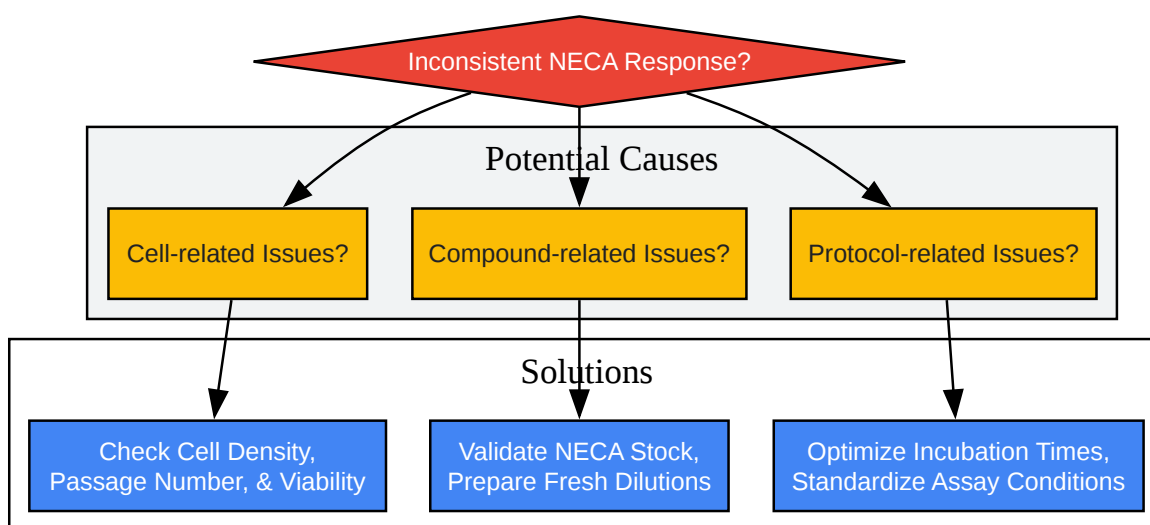 Inconsistent NECA Response?
Potential Causes
Cell-related Issues?
Compound-related Issues?
Protocol-related Issues?
Solutions
Check Cell Density,
Passage Number, & Viability
Validate NECA Stock,
Prepare Fresh Dilutions
Optimize Incubation Times,
Standardize Assay Conditions